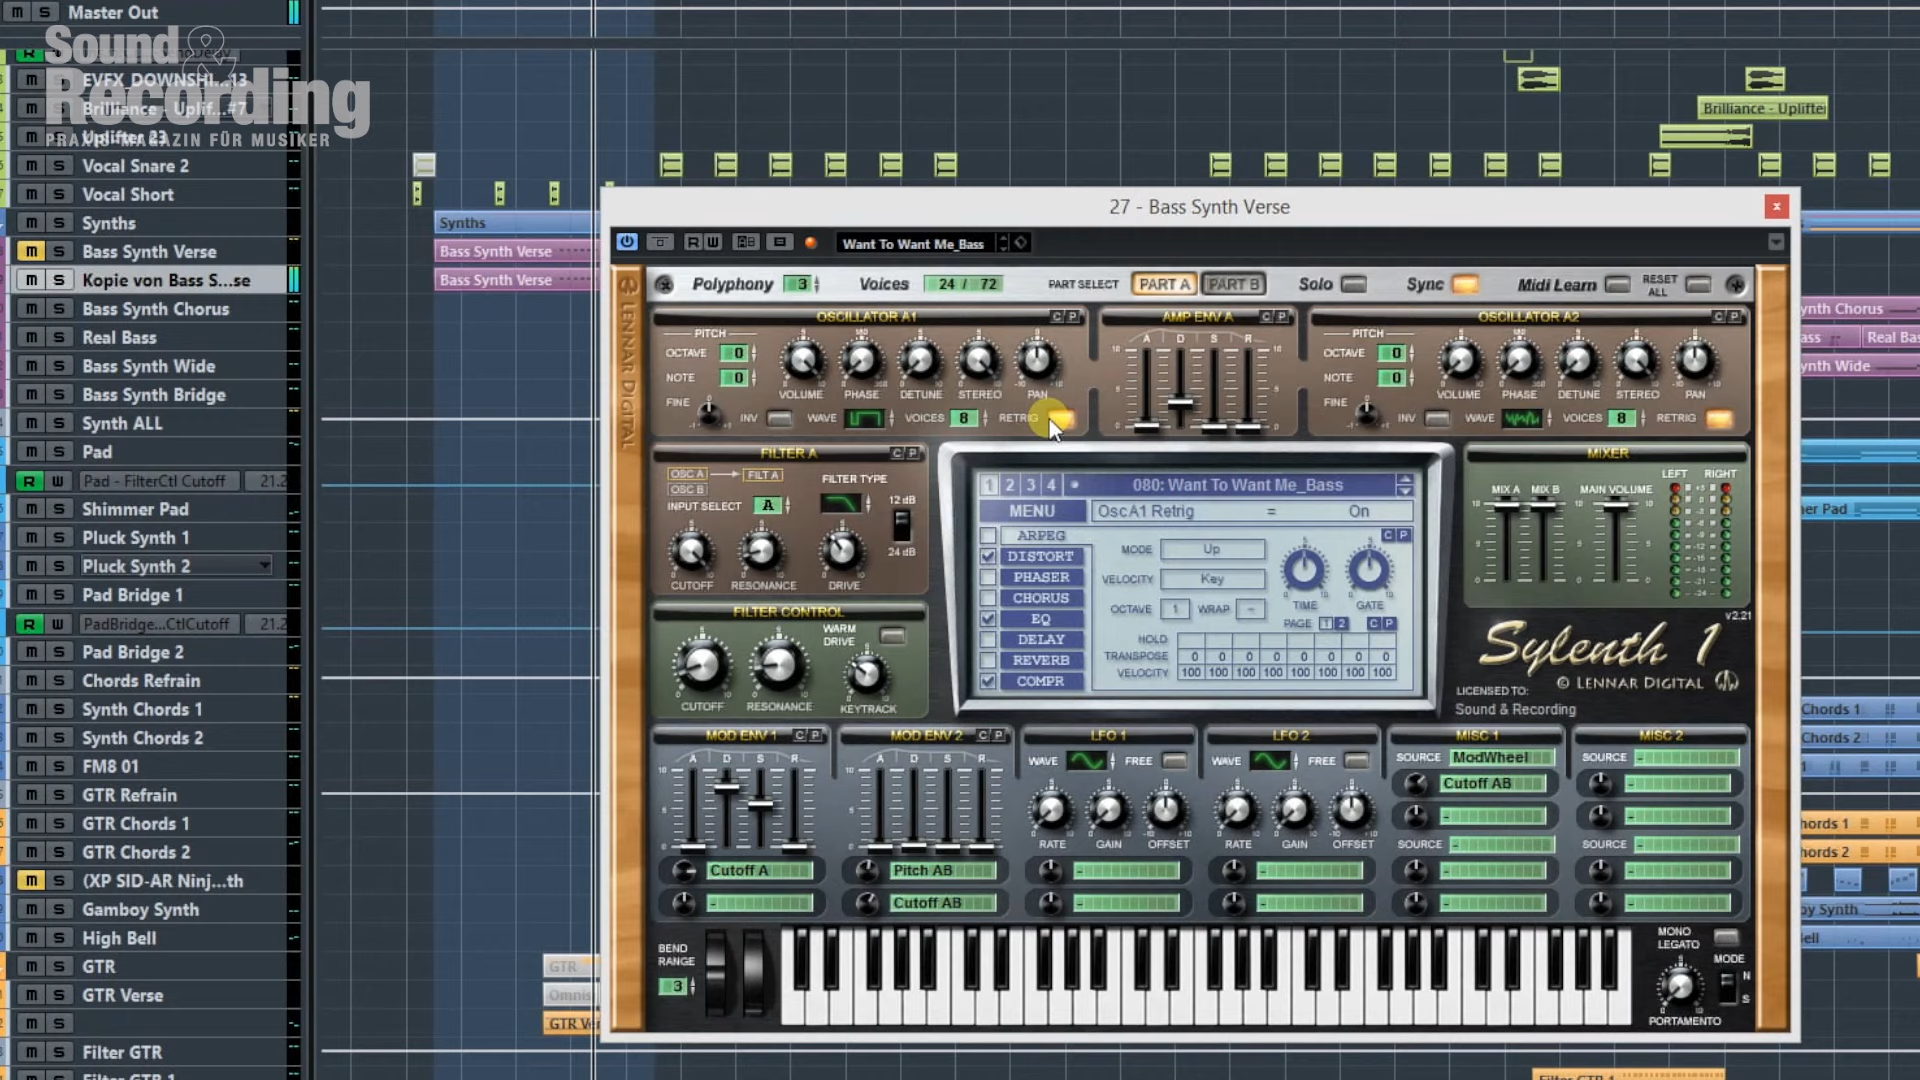 m S Master Out
Sound &
Recording
PRAXIS-MAGAZIN FÜR MUSIKER
m S EVFX_DOWNSHI...13
m S Brilliance - Uplif...#7
m S Uplifter 23
m S Vocal Snare 2
m S Vocal Short
m S Synths
m S Bass Synth Verse
m S Kopie von Bass S...se
m S Bass Synth Chorus
m S Real Bass
m S Bass Synth Wide
m S Bass Synth Bridge
m S Synth ALL
m S Pad
R W Pad - FilterCtl Cutoff 21.2
m S Shimmer Pad
m S Pluck Synth 1
m S Pluck Synth 2
m S Pad Bridge 1
R W PadBridge...CtlCutoff 21.2
m S Pad Bridge 2
m S Chords Refrain
m S Synth Chords 1
m S Synth Chords 2
m S FM8 01
m S GTR Refrain
m S GTR Chords 1
m S GTR Chords 2
m S (XP SID-AR Ninj...th
m S Gamboy Synth
m S High Bell
m S GTR
m S GTR Verse
m S
m S Filter GTR
Filter GTR 1
Brilliance - Uplifte
Synths
Bass Synth Verse
Bass Synth Verse
GTR
Omnis
GTR Ve
27 - Bass Synth Verse
x
R W Want To Want Me_Bass
LENNAR DIGITAL
Polyphony 3 Voices 24 / 72 PART SELECT PART A PART B Solo Sync Midi Learn RESET ALL
OSCILLATOR A1 C P
PITCH
OCTAVE 0
NOTE 0
FINE
VOLUME PHASE DETUNE STEREO PAN
INV WAVE VOICES 8 RETRIG
AMP ENV A C P
A D S R
OSCILLATOR A2 C P
PITCH
OCTAVE 0
NOTE 0
FINE
VOLUME PHASE DETUNE STEREO PAN
INV WAVE VOICES 8 RETRIG
FILTER A C P
OSC A FILT A
OSC B
FILTER TYPE
INPUT SELECT A
12 dB
24 dB
CUTOFF RESONANCE DRIVE
FILTER CONTROL
WARM DRIVE
CUTOFF RESONANCE KEYTRACK
1 2 3 4 080: Want To Want Me_Bass
MENU OscA1 Retrig = On
ARPEG
DISTORT
PHASER
CHORUS
EQ
DELAY
REVERB
COMPR
MODE Up
VELOCITY Key
OCTAVE 1 WRAP -
TIME GATE
C P
PAGE 1 2 C P
HOLD
TRANSPOSE 0 0 0 0 0 0 0 0
VELOCITY 100 100 100 100 100 100 100 100
MIXER
LEFT RIGHT
MIX A MIX B MAIN VOLUME
v2.21
Sylenth 1
© LENNAR DIGITAL
LICENSED TO:
Sound & Recording
MOD ENV 1 C P
A D S R
Cutoff A
-
MOD ENV 2 C P
A D S R
Pitch AB
Cutoff AB
LFO 1
WAVE FREE
RATE GAIN OFFSET
-
-
LFO 2
WAVE FREE
RATE GAIN OFFSET
-
-
MISC 1
SOURCE ModWheel
Cutoff AB
-
SOURCE -
-
-
MISC 2
SOURCE -
-
-
SOURCE -
-
-
BEND RANGE
3
MONO LEGATO
MODE
N
S
PORTAMENTO
ynth Chorus
ass Real Bas
ynth Wide
er Pad
Chords 1
Chords 2
hords 1
hords 2
oy Synth
ell